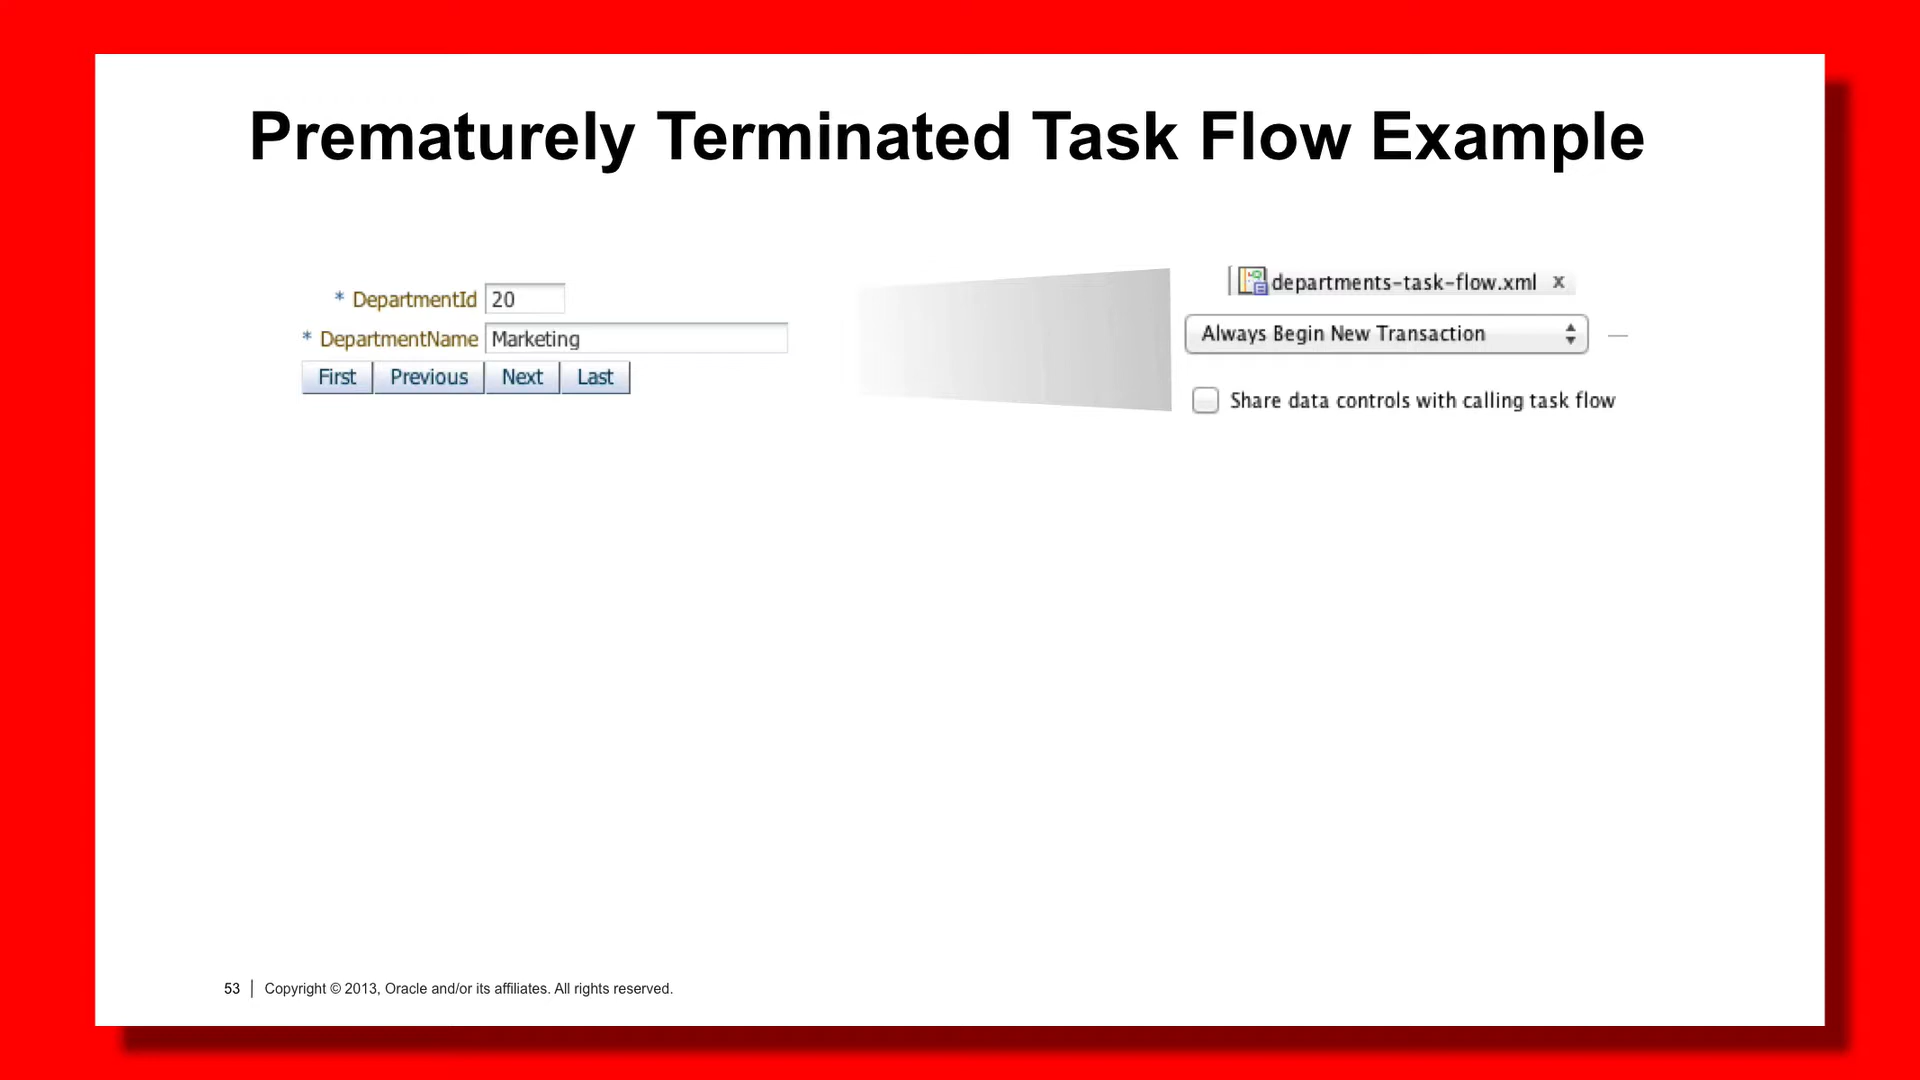 Prematurely Terminated Task Flow Example
* DepartmentId 20
* DepartmentName Marketing
First Previous Next Last
departments-task-flow.xml x
Always Begin New Transaction
Share data controls with calling task flow
53 Copyright © 2013, Oracle and/or its affiliates. All rights reserved.